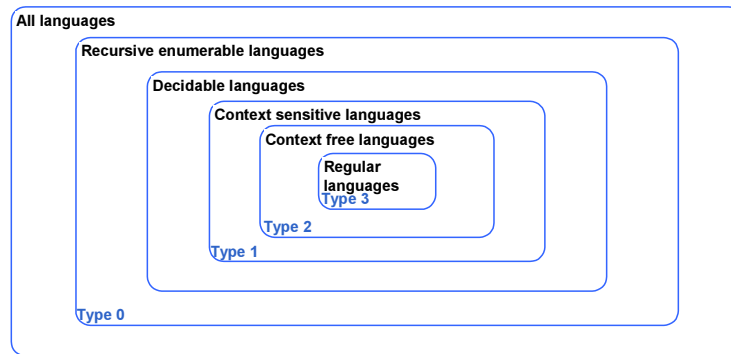 All languages
Recursive enumerable languages
Decidable languages
Context sensitive languages
Context free languages
Regular
languages
Type 3
Type 2
Type 1
Type 0